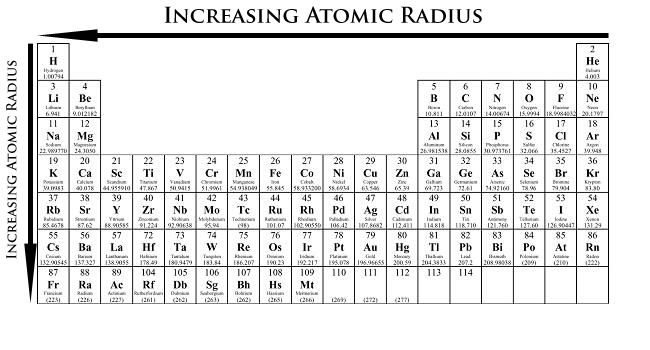 INCREASING ATOMIC RADIUS
INCREASING ATOMIC RADIUS
1 2
H He
Hydrogen Helium
1.00794 4.003
3 4 5 6 7 8 9 10
Li Be B C N O F Ne
Lithium Beryllium Boron Carbon Nitrogen Oxygen Fluorine Neon
6.941 9.012182 10.811 12.0107 14.00674 15.9994 18.9984032 20.1797
11 12 13 14 15 16 17 18
Na Mg Al Si P S Cl Ar
Sodium Magnesium Aluminum Silicon Phosphorus Sulfur Chlorine Argon
22.989770 24.3050 26.981538 28.0855 30.973761 32.066 35.4527 39.948
19 20 21 22 23 24 25 26 27 28 29 30 31 32 33 34 35 36
K Ca Sc Ti V Cr Mn Fe Co Ni Cu Zn Ga Ge As Se Br Kr
Potassium Calcium Scandium Titanium Vanadium Chromium Manganese Iron Cobalt Nickel Copper Zinc Gallium Germanium Arsenic Selenium Bromine Krypton
39.0983 40.078 44.955910 47.867 50.9415 51.9961 54.938049 55.845 58.933200 58.6934 63.546 65.39 69.723 72.61 74.92160 78.96 79.904 83.80
37 38 39 40 41 42 43 44 45 46 47 48 49 50 51 52 53 54
Rb Sr Y Zr Nb Mo Tc Ru Rh Pd Ag Cd In Sn Sb Te I Xe
Rubidium Strontium Yttrium Zirconium Niobium Molybdenum Technetium Ruthenium Rhodium Palladium Silver Cadmium Indium Tin Antimony Tellurium Iodine Xenon
85.4678 87.62 88.90585 91.224 92.90638 95.94 (98) 101.07 102.90550 106.42 107.8682 112.411 114.818 118.710 121.760 127.60 126.90447 131.29
55 56 57 72 73 74 75 76 77 78 79 80 81 82 83 84 85 86
Cs Ba La Hf Ta W Re Os Ir Pt Au Hg Tl Pb Bi Po At Rn
Cesium Barium Lanthanum Hafnium Tantalum Tungsten Rhenium Osmium Iridium Platinum Gold Mercury Thallium Lead Bismuth Polonium Astatine Radon
132.90545 137.327 138.9055 178.49 180.9479 183.84 186.207 190.23 192.217 195.078 196.96655 200.59 204.3833 207.2 208.98038 (209) (210) (222)
87 88 89 104 105 106 107 108 109 110 111 112 113 114
Fr Ra Ac Rf Db Sg Bh Hs Mt
Francium Radium Actinium Rutherfordium Dubnium Seaborgium Bohrium Hassium Meitnerium
(223) (226) (227) (261) (262) (263) (262) (265) (266) (269) (272) (277)